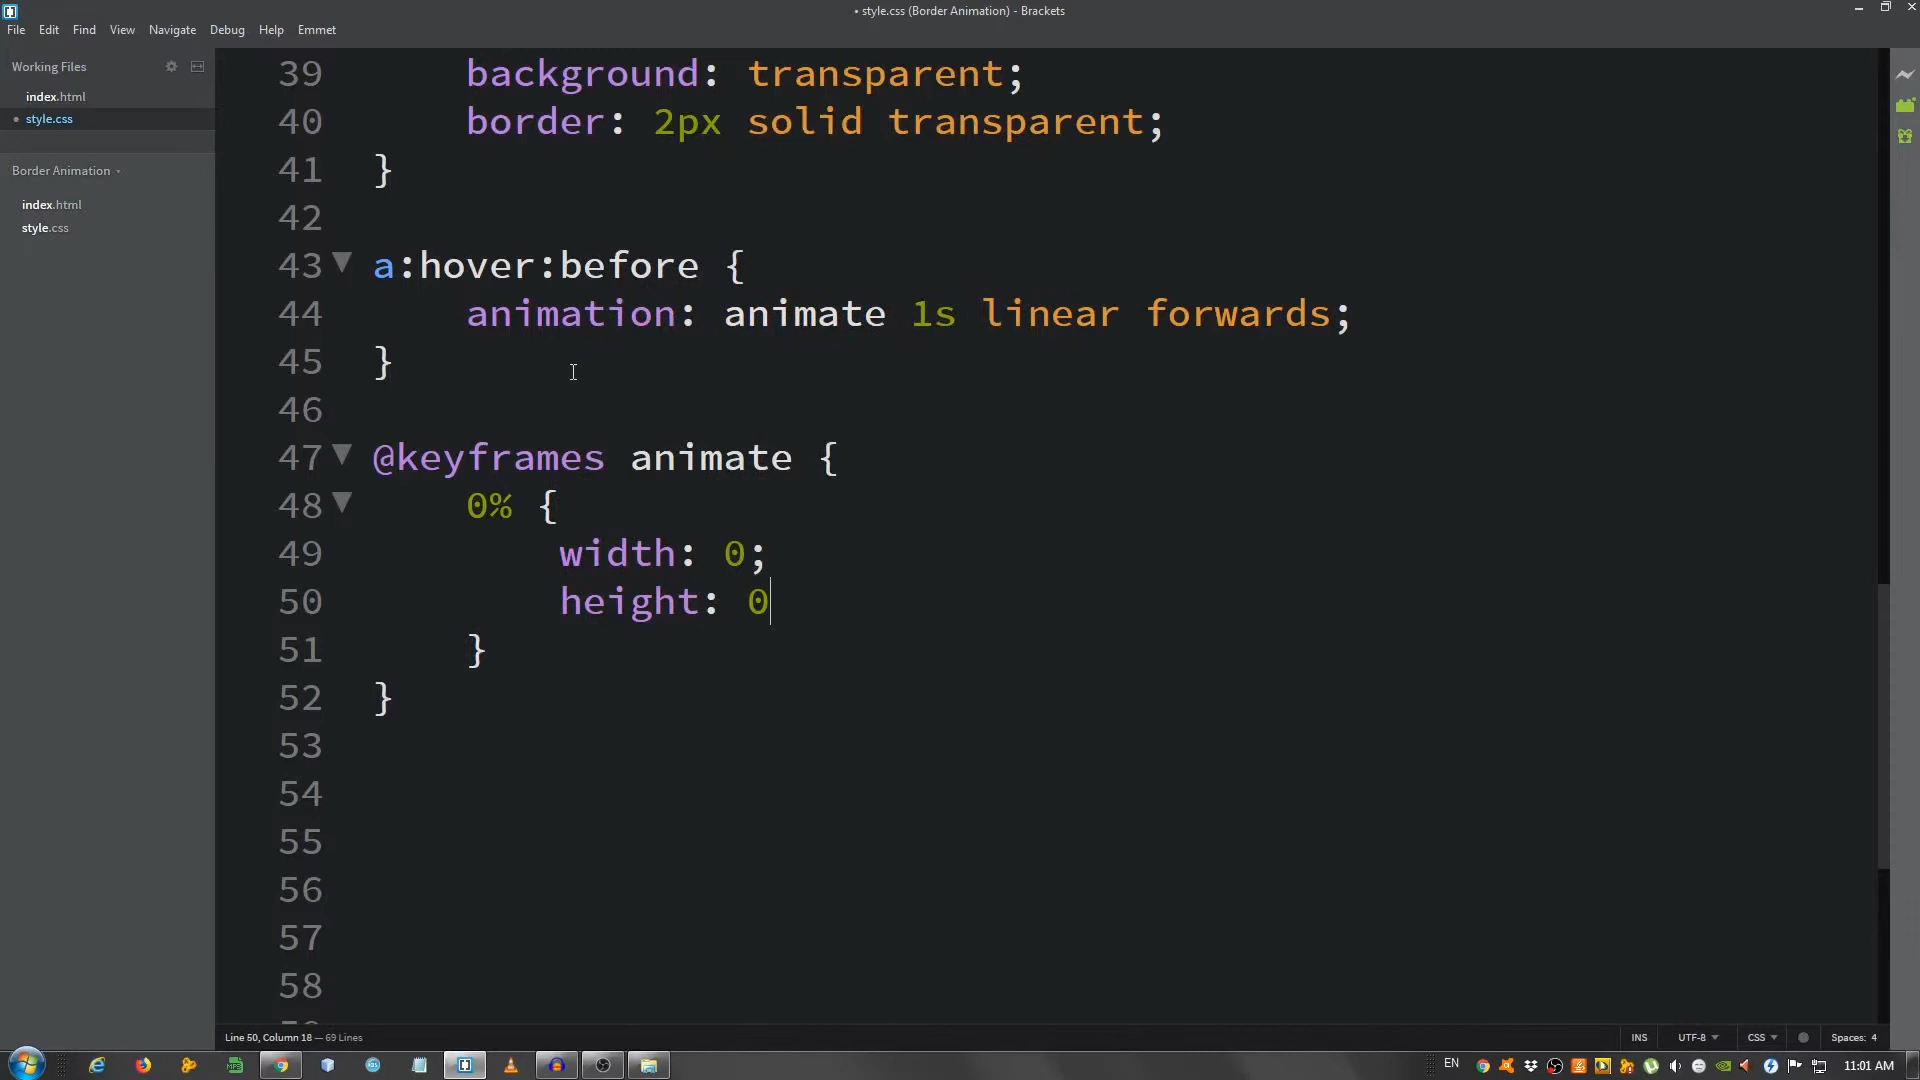 • style.css (Border Animation) - Brackets
File Edit Find View Navigate Debug Help Emmet
Working Files
index.html
• style.css
Border Animation
index.html
style.css
39 background: transparent;
40 border: 2px solid transparent;
41 }
42
43 a:hover:before {
44 animation: animate 1s linear forwards;
45 }
46
47 @keyframes animate {
48 0% {
49 width: 0;
50 height: 0
51 }
52 }
53
54
55
56
57
58
Line 50, Column 18 — 69 Lines
INS UTF-8 CSS Spaces: 4
EN 11:01 AM